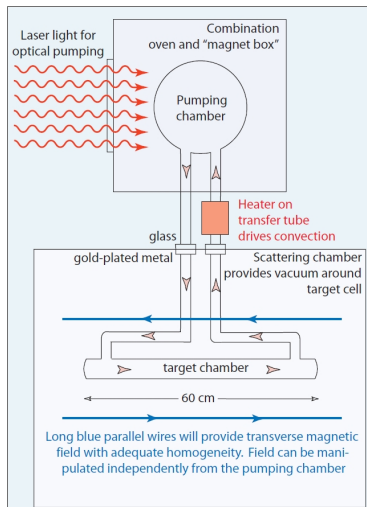 Laser light for
optical pumping
Combination
oven and "magnet box"
Pumping
chamber
Heater on
transfer tube
drives convection
glass
gold-plated metal
Scattering chamber
provides vacuum around
target cell
target chamber
60 cm
Long blue parallel wires will provide transverse magnetic
field with adequate homogeneity. Field can be mani-
pulated independently from the pumping chamber